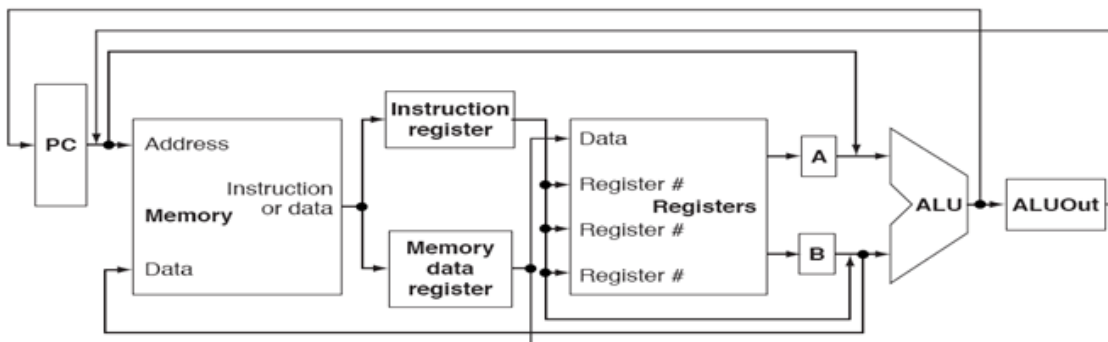 PC
Address
Instruction
or data
Memory
Data
Instruction
register
Memory
data
register
Data
Register #
Registers
Register #
Register #
A
B
ALU
ALUOut